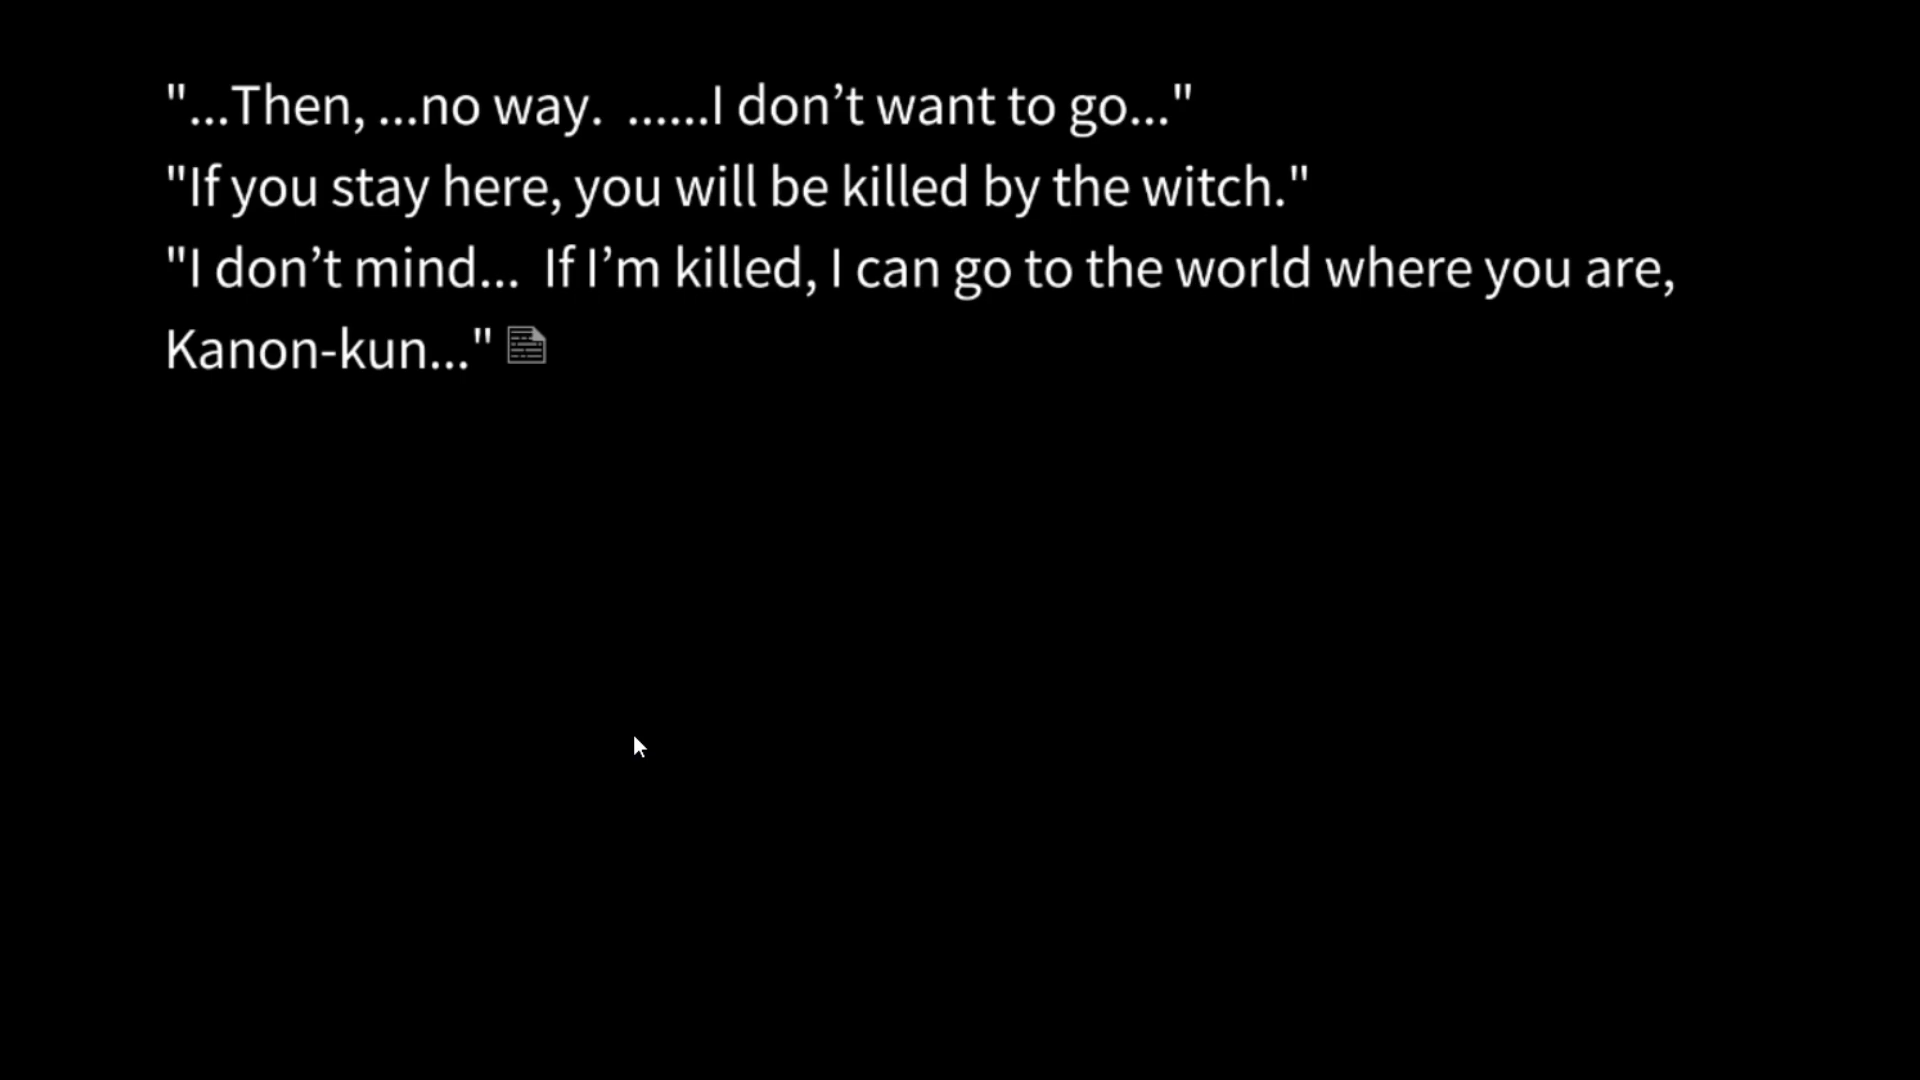 "...Then, ...no way.  ......I don’t want to go..."
"If you stay here, you will be killed by the witch."
"I don’t mind...  If I’m killed, I can go to the world where you are,
Kanon-kun..."